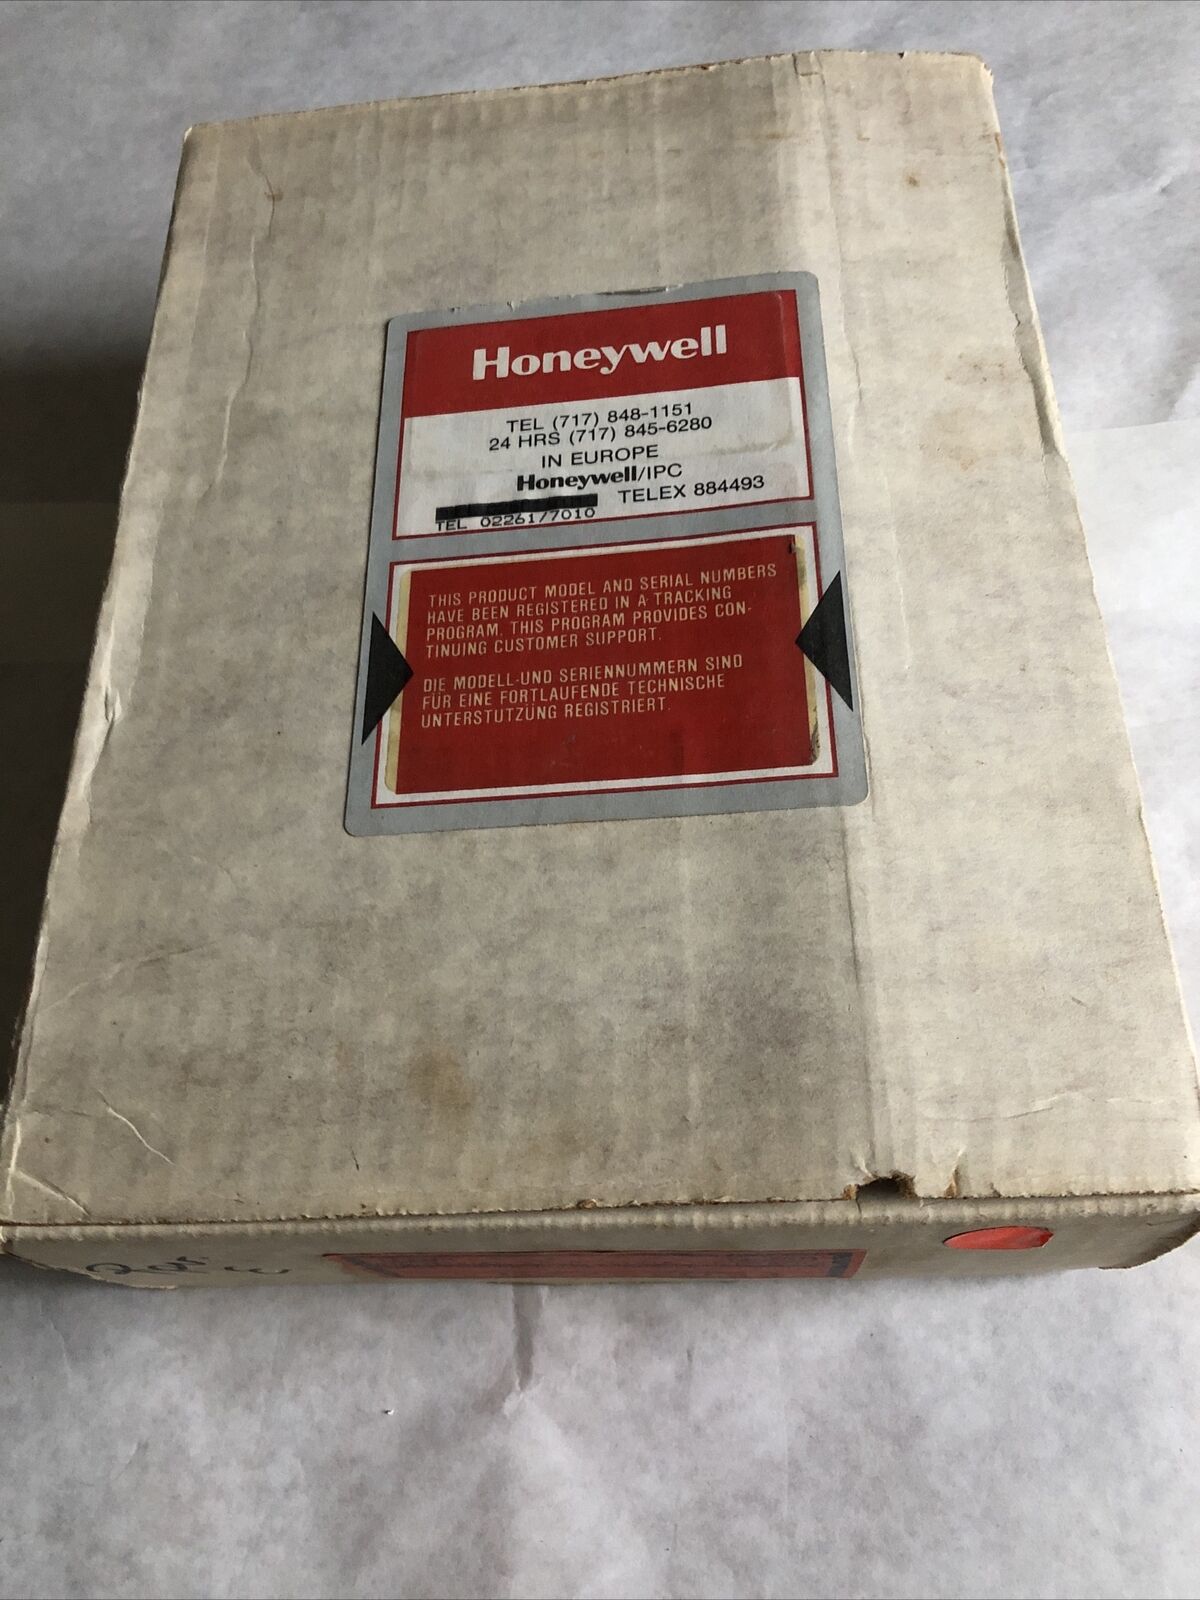 Honeywell
TEL (717) 848-1151
24 HRS (717) 845-6280
IN EUROPE
Honeywell/IPC
TELEX 884493
TEL 02261/7010
THIS PRODUCT MODEL AND SERIAL NUMBERS
HAVE BEEN REGISTERED IN A TRACKING
PROGRAM. THIS PROGRAM PROVIDES CON-
TINUING CUSTOMER SUPPORT.
DIE MODELL-UND SERIENNUMMERN SIND
FÜR EINE FORTLAUFENDE TECHNISCHE
UNTERSTUTZÜNG REGISTRIERT.